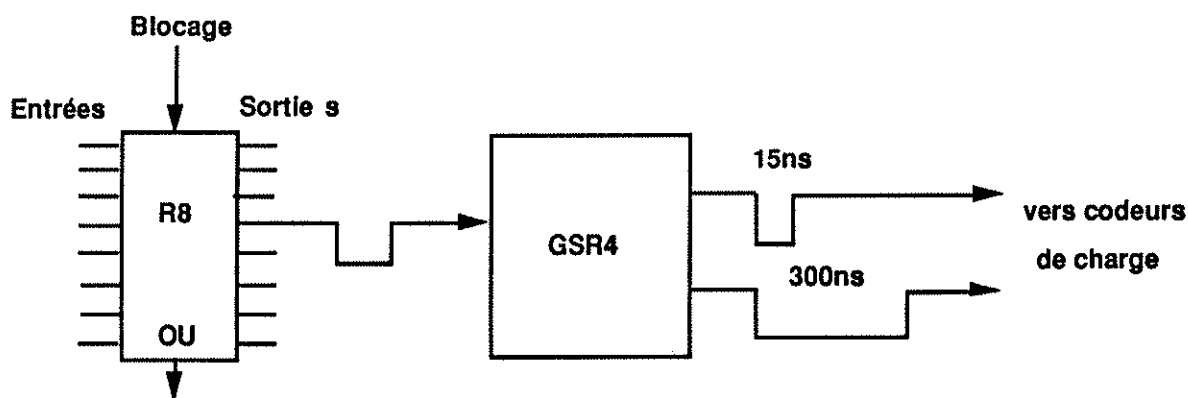 Blocage
Entrées
Sortie s
R8
OU
GSR4
15ns
300ns
vers codeurs
de charge